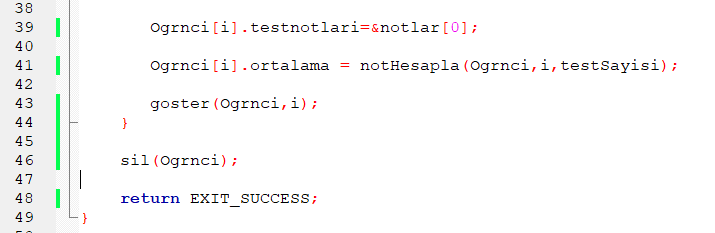 38
39 Ogrnci[i].testnotlari=&notlar[0];
40
41 Ogrnci[i].ortalama = notHesapla(Ogrnci,i,testSayisi);
42
43 goster(Ogrnci,i);
44 }
45
46 sil(Ogrnci);
47
48 return EXIT_SUCCESS;
49 }